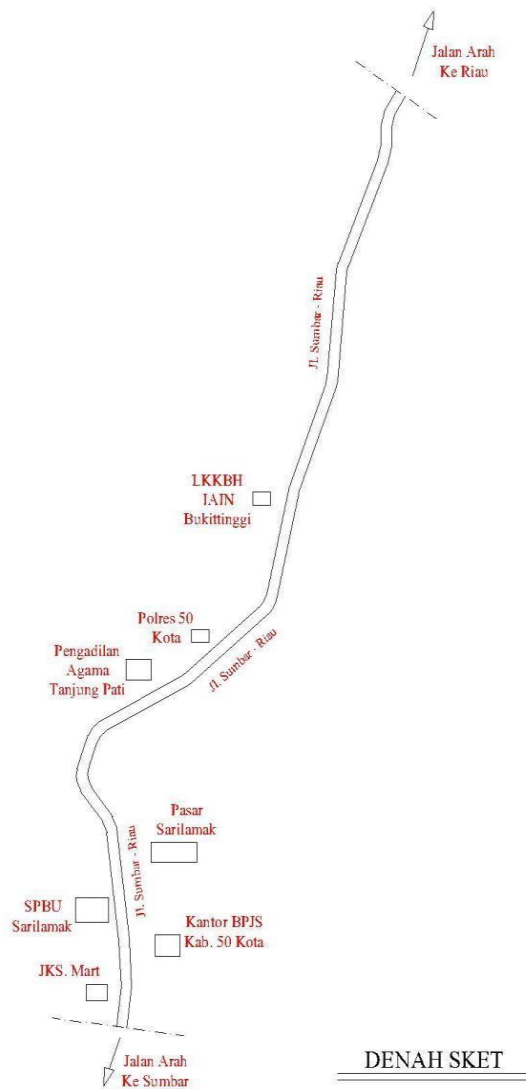 Jalan Arah
Ke Riau
Jl. Sumbar - Riau
LKKBH
IAIN
Bukittinggi
Polres 50
Kota
Pengadilan
Agama
Tanjung Pati
Jl. Sumbar - Riau
Pasar
Sarilamak
Jl. Sumbar - Riau
SPBU
Sarilamak
Kantor BPJS
Kab. 50 Kota
JKS. Mart
Jalan Arah
Ke Sumbar
DENAH SKET